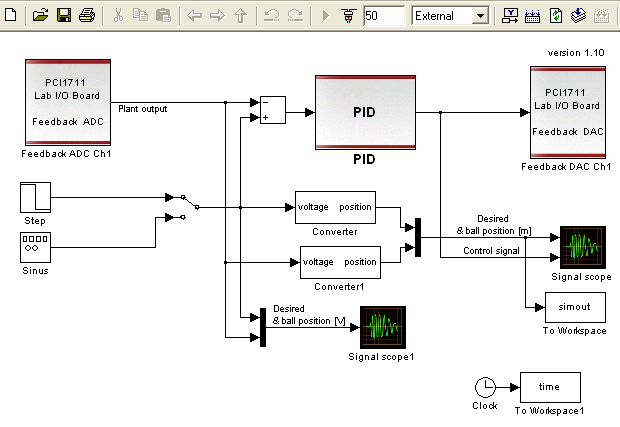 50
External
version 1.10
PCI1711
Lab I/O Board
Feedback ADC
Feedback ADC Ch1
Plant output
PID
PID
PCI1711
Lab I/O Board
Feedback DAC
Feedback DAC Ch1
Step
Sinus
voltage position
Converter
voltage position
Converter1
Desired
& ball position [m]
Control signal
Signal scope
simout
To Workspace
Desired
& ball position [V]
Signal scope1
Clock
time
To Workspace1